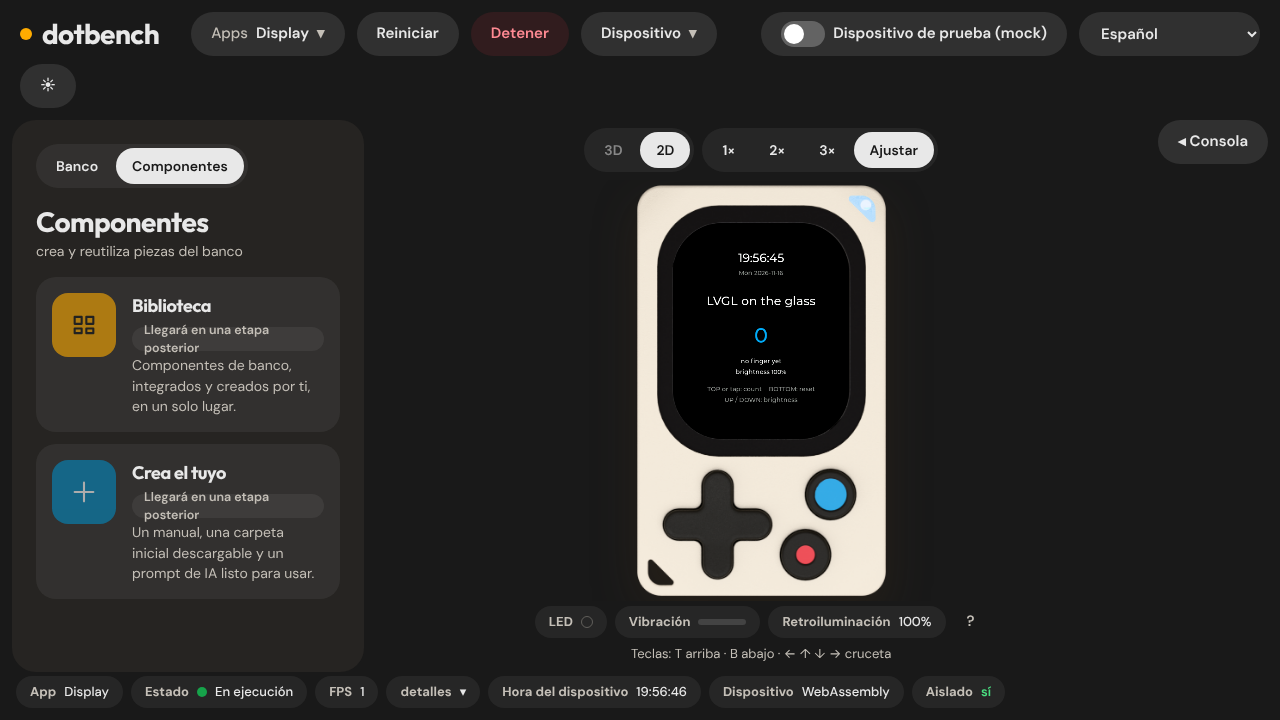 dotbench
Apps Display ▾
Reiniciar
Detener
Dispositivo ▾
Dispositivo de prueba (mock)
Español
Banco
Componentes
Componentes
crea y reutiliza piezas del banco
Biblioteca
Llegará en una etapa
posterior
Componentes de banco,
integrados y creados por ti,
en un solo lugar.
Crea el tuyo
Llegará en una etapa
posterior
Un manual, una carpeta
inicial descargable y un
prompt de IA listo para usar.
3D
2D
1×
2×
3×
Ajustar
◂ Consola
19:56:45
Mon 2026-11-16
LVGL on the glass
0
no finger yet
brightness 100%
TOP or tap: count BOTTOM: reset
UP / DOWN: brightness
LED
Vibración
Retroiluminación 100%
?
Teclas: T arriba · B abajo · ← ↑ ↓ → cruceta
App Display
Estado En ejecución
FPS 1
detalles ▾
Hora del dispositivo 19:56:46
Dispositivo WebAssembly
Aislado sí